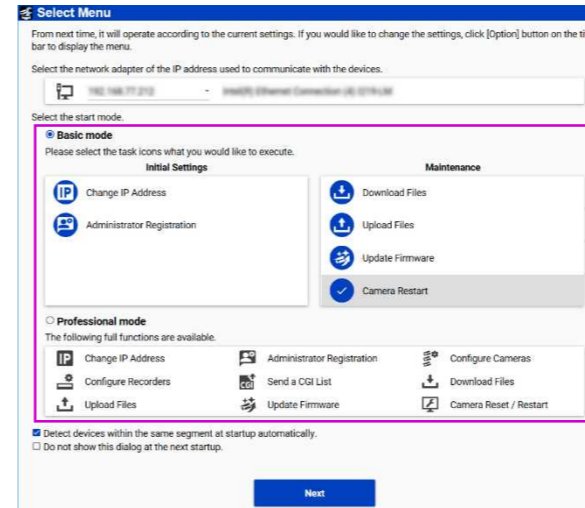 Select Menu
From next time, it will operate according to the current settings. If you would like to change the settings, click [Option] button on the ti
bar to display the menu.
Select the network adapter of the IP address used to communicate with the devices.
Select the start mode.
Basic mode
Please select the task icons what you would like to execute.
Initial Settings
Maintenance
IP Change IP Address
Download Files
Administrator Registration
Upload Files
Update Firmware
Camera Restart
Professional mode
The following full functions are available.
IP Change IP Address
Administrator Registration
Configure Cameras
Configure Recorders
CGI Send a CGI List
Download Files
Upload Files
Update Firmware
Camera Reset / Restart
Detect devices within the same segment at startup automatically.
Do not show this dialog at the next startup.
Next